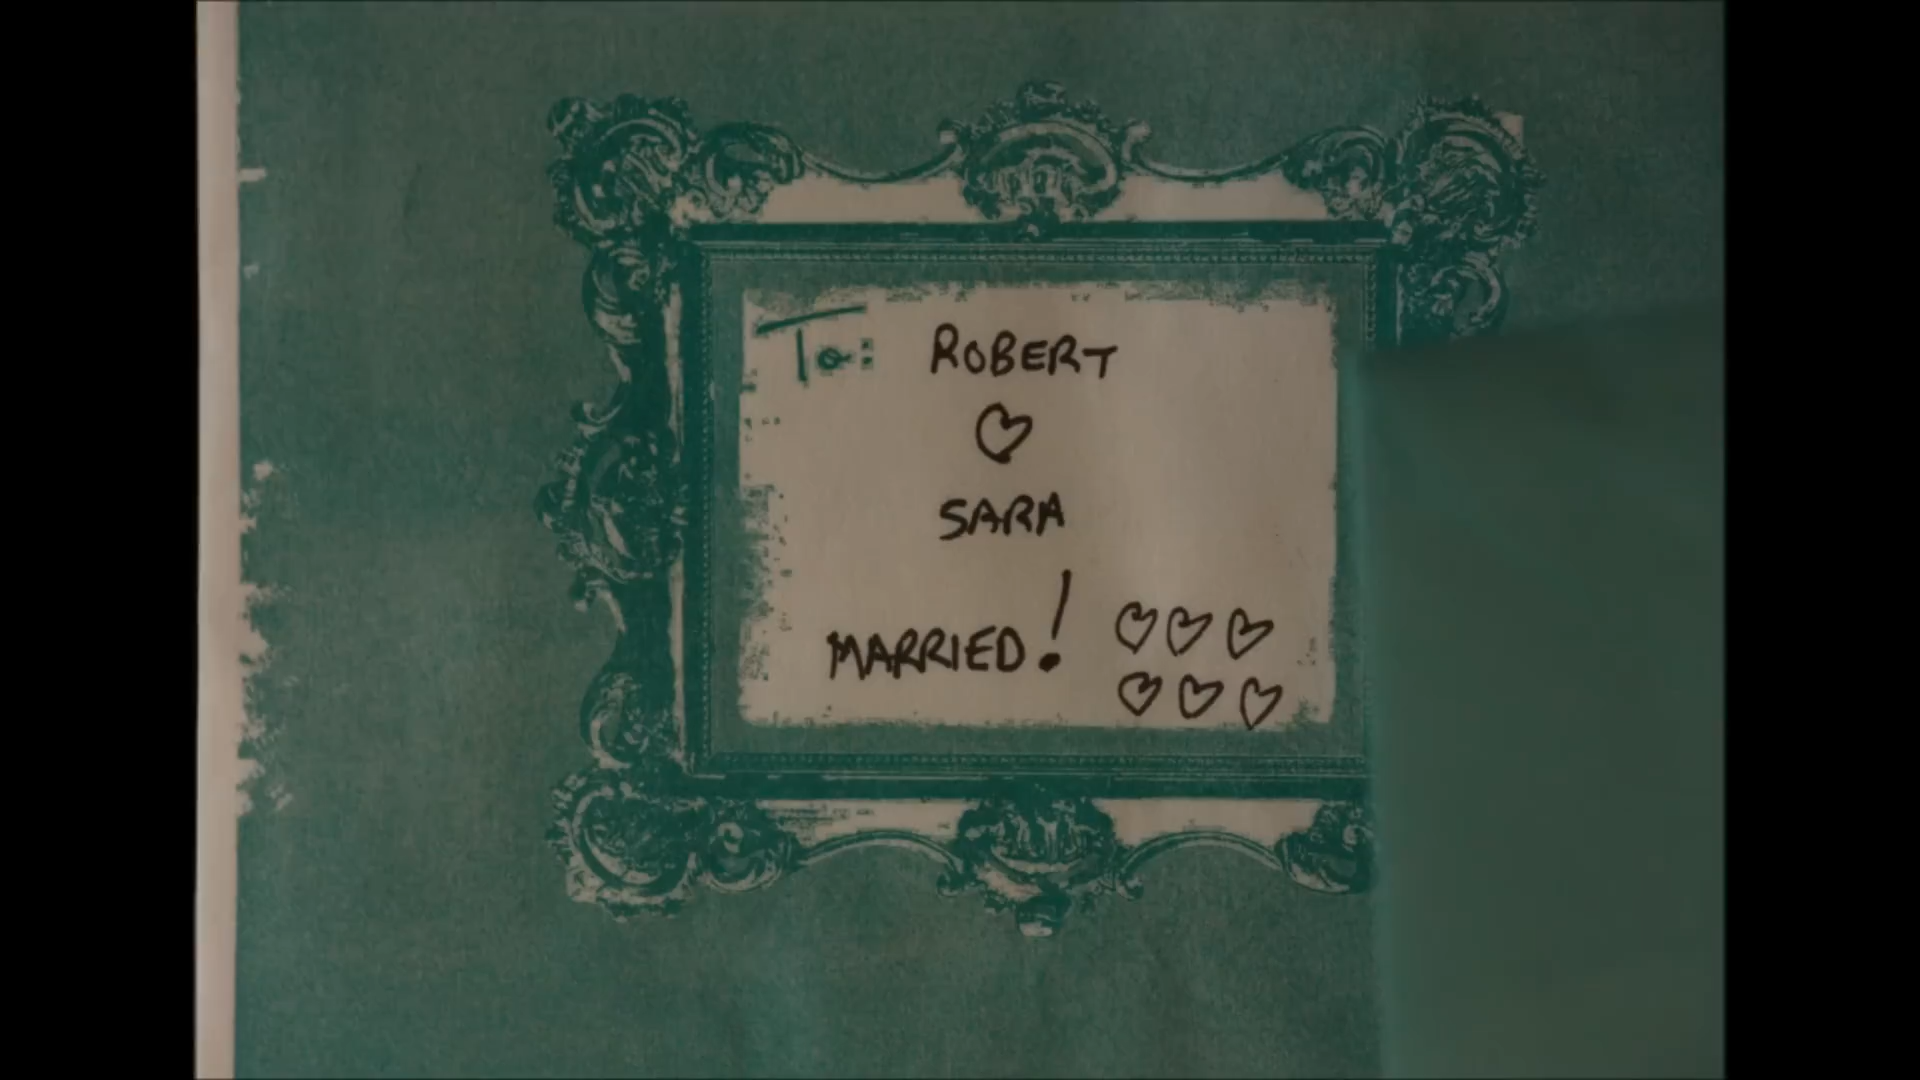 To: ROBERT
♡
SARA
MARRIED! ♡♡♡
♡♡♡